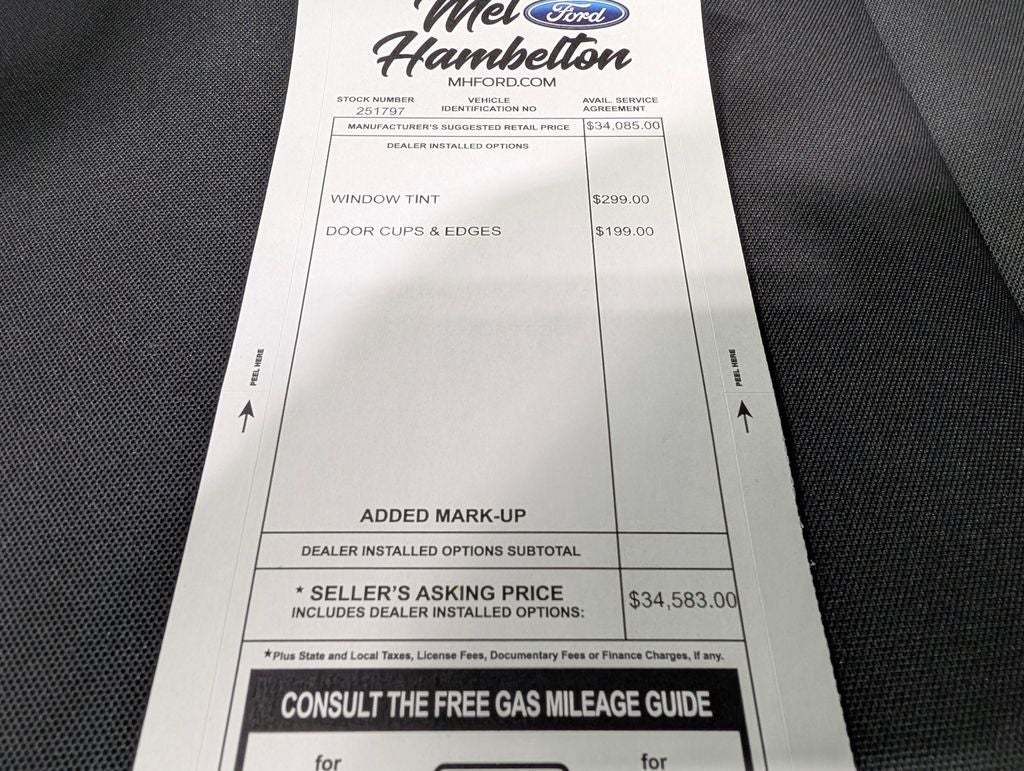 Mel Ford
Hambelton
MHFORD.COM
STOCK NUMBER VEHICLE IDENTIFICATION NO AVAIL. SERVICE AGREEMENT
251797
MANUFACTURER'S SUGGESTED RETAIL PRICE $34,085.00
DEALER INSTALLED OPTIONS
WINDOW TINT $299.00
DOOR CUPS & EDGES $199.00
PEEL HERE PEEL HERE
ADDED MARK-UP
DEALER INSTALLED OPTIONS SUBTOTAL
* SELLER'S ASKING PRICE $34,583.00
INCLUDES DEALER INSTALLED OPTIONS:
*Plus State and Local Taxes, License Fees, Documentary Fees or Finance Charges, If any.
CONSULT THE FREE GAS MILEAGE GUIDE
for for